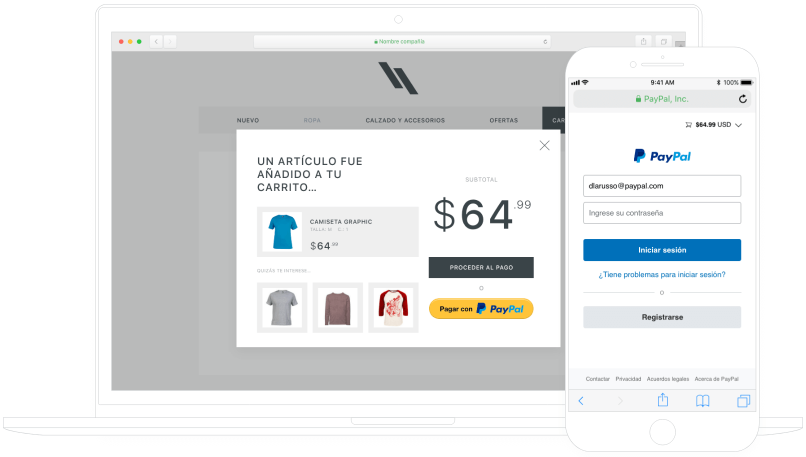 Nombre compañía
NUEVO
ROPA
CALZADO Y ACCESORIOS
OFERTAS
CAR
UN ARTÍCULO FUE
AÑADIDO A TU
CARRITO...
CAMISETA GRAPHIC
TALLA: M C.: 1
$64.99
QUIZÁS TE INTERESE...
SUBTOTAL
$64.99
PROCEDER AL PAGO
O
Pagar con PayPal
9:41 AM
100%
PayPal, Inc.
$64.99 USD
PayPal
dlarusso@paypal.com
Ingrese su contraseña
Iniciar sesión
¿Tiene problemas para iniciar sesión?
o
Registrarse
Contactar Privacidad Acuerdos legales Acerca de PayPal